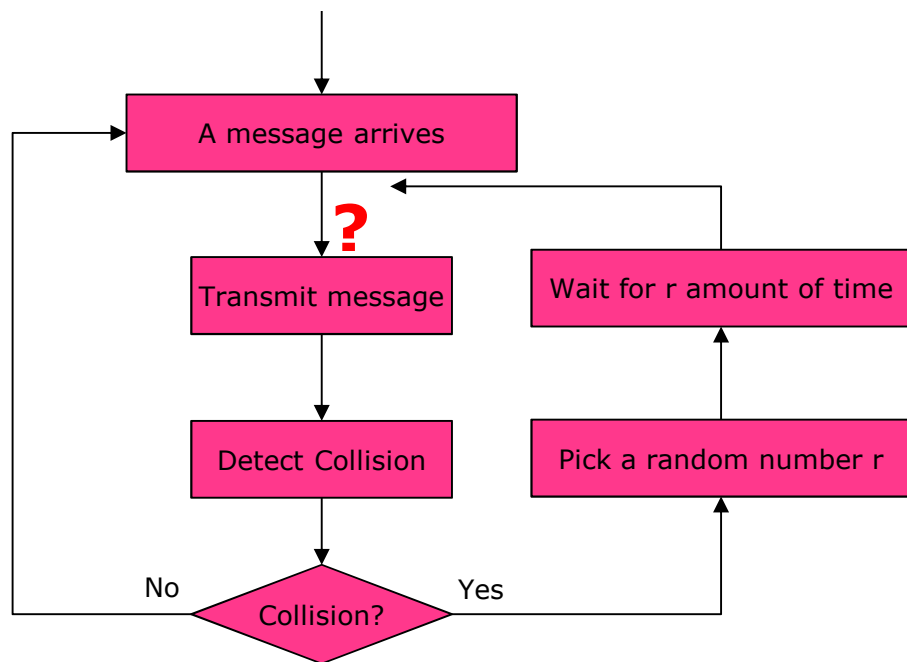 A message arrives
?
Transmit message
Wait for r amount of time
Detect Collision
Pick a random number r
No
Yes
Collision?